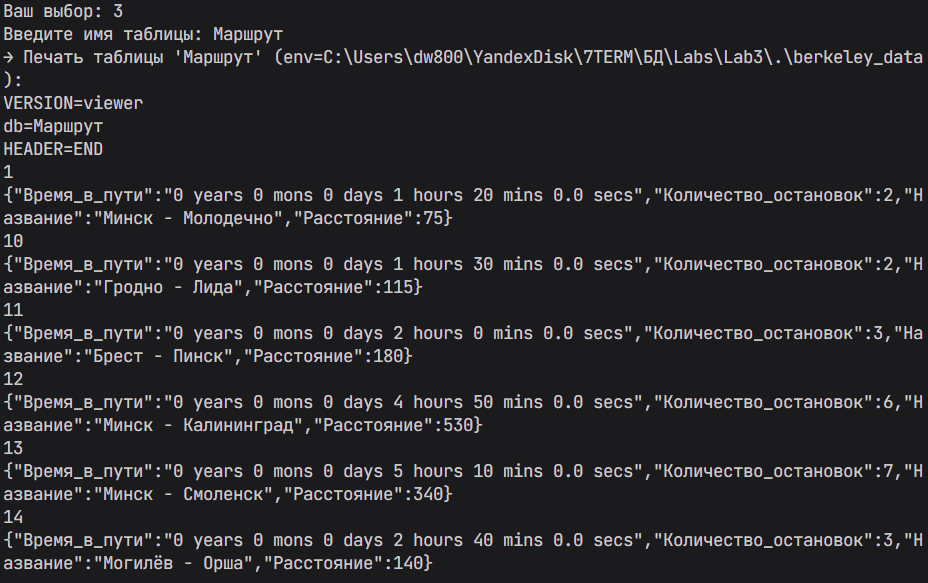 Ваш выбор: 3
Введите имя таблицы: Маршрут
→ Печать таблицы 'Маршрут' (env=C:\Users\dw800\YandexDisk\7TERM\БД\Labs\Lab3\.\berkeley_data
):
VERSION=viewer
db=Маршрут
HEADER=END
1
{"Время_в_пути":"0 years 0 mons 0 days 1 hours 20 mins 0.0 secs","Количество_остановок":2,"Н
азвание":"Минск - Молодечно","Расстояние":75}
10
{"Время_в_пути":"0 years 0 mons 0 days 1 hours 30 mins 0.0 secs","Количество_остановок":2,"Н
азвание":"Гродно - Лида","Расстояние":115}
11
{"Время_в_пути":"0 years 0 mons 0 days 2 hours 0 mins 0.0 secs","Количество_остановок":3,"На
звание":"Брест - Пинск","Расстояние":180}
12
{"Время_в_пути":"0 years 0 mons 0 days 4 hours 50 mins 0.0 secs","Количество_остановок":6,"Н
азвание":"Минск - Калининград","Расстояние":530}
13
{"Время_в_пути":"0 years 0 mons 0 days 5 hours 10 mins 0.0 secs","Количество_остановок":7,"Н
азвание":"Минск - Смоленск","Расстояние":340}
14
{"Время_в_пути":"0 years 0 mons 0 days 2 hours 40 mins 0.0 secs","Количество_остановок":3,"Н
азвание":"Могилёв - Орша","Расстояние":140}